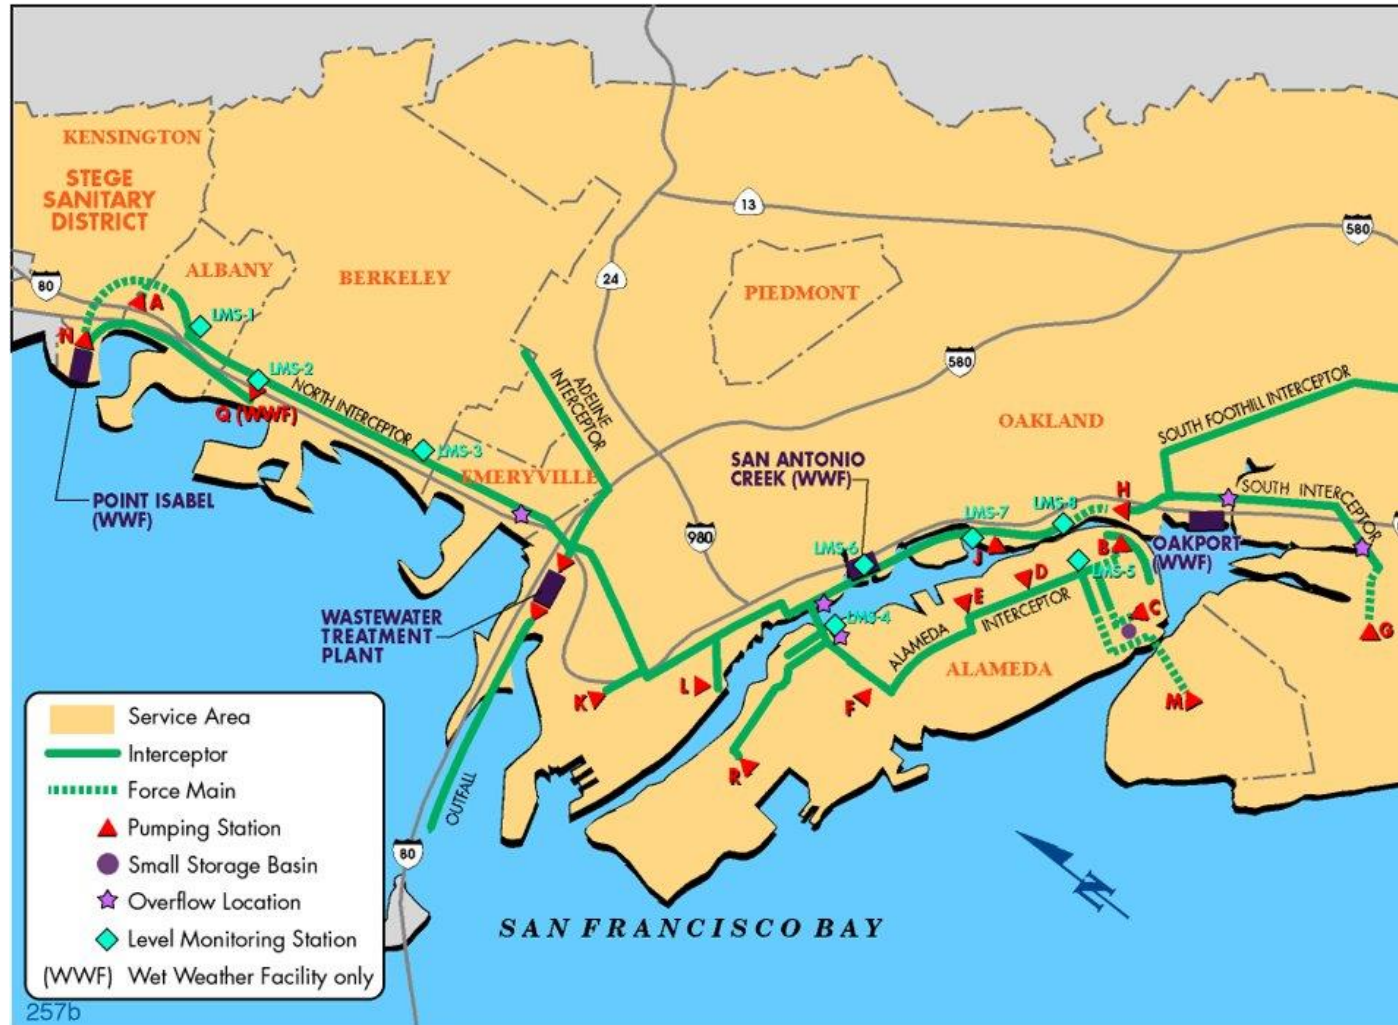 KENSINGTON
STEGE
SANITARY
DISTRICT
ALBANY
BERKELEY
80
A
N
LMS-1
LMS-2
Q (WWF)
NORTH INTERCEPTOR
LMS-3
EMERYVILLE
POINT ISABEL
(WWF)
ADELINE
INTERCEPTOR
13
24
580
PIEDMONT
580
980
OAKLAND
SOUTH FOOTHILL INTERCEPTOR
SAN ANTONIO
CREEK (WWF)
H
SOUTH INTERCEPTOR
LMS-8
LMS-7
LMS-6
J
B
OAKPORT
(WWF)
LMS-5
D
E
C
G
LMS-4
ALAMEDA
INTERCEPTOR
ALAMEDA
WASTEWATER
TREATMENT
PLANT
K
L
F
M
R
OUTFALL
80
N
SAN FRANCISCO BAY
Service Area
Interceptor
Force Main
Pumping Station
Small Storage Basin
Overflow Location
Level Monitoring Station
(WWF) Wet Weather Facility only
257b